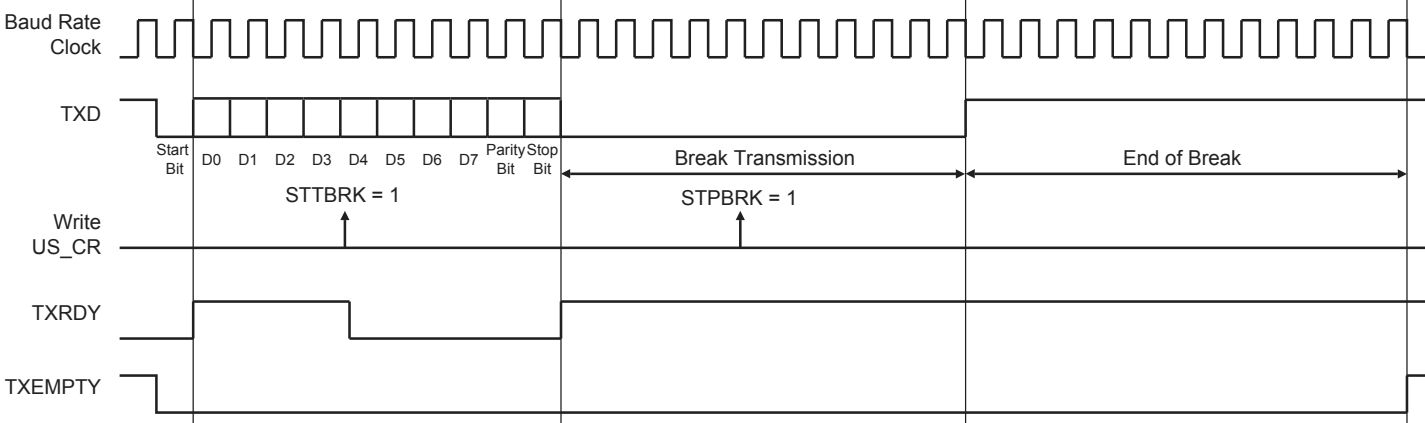 Baud Rate
Clock
TXD
Start
Bit
D0 D1 D2 D3 D4 D5 D6 D7
Parity
Bit
Stop
Bit
Break Transmission
End of Break
STTBRK = 1
STPBRK = 1
Write
US_CR
TXRDY
TXEMPTY